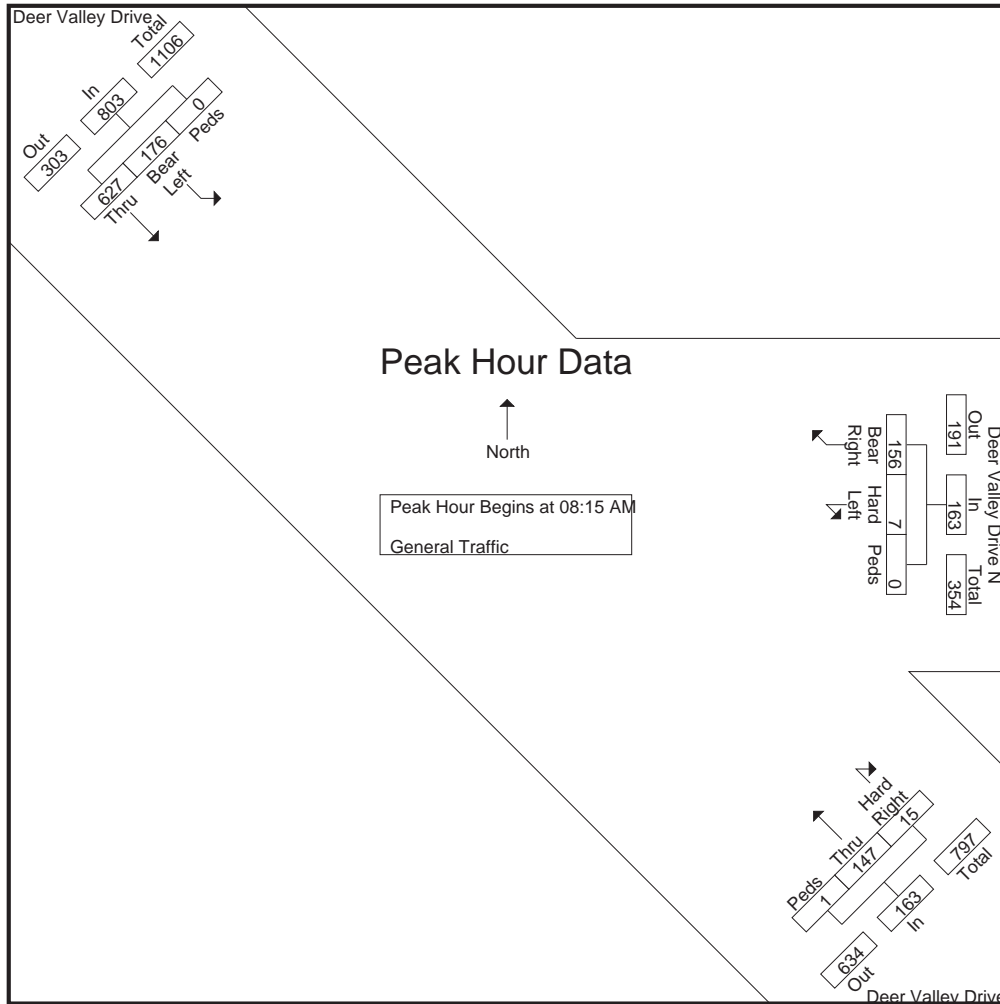 Deer Valley Drive
Out
In
Total
303
803
1106
627
176
0
Thru
Bear
Left
Peds
Peak Hour Data
North
Peak Hour Begins at 08:15 AM
General Traffic
Deer Valley Drive N
Out
In
Total
191
163
354
156
7
0
Bear
Right
Hard
Left
Peds
Hard
Right
Thru
Peds
15
147
1
797
163
634
Total
In
Out
Deer Valley Drive